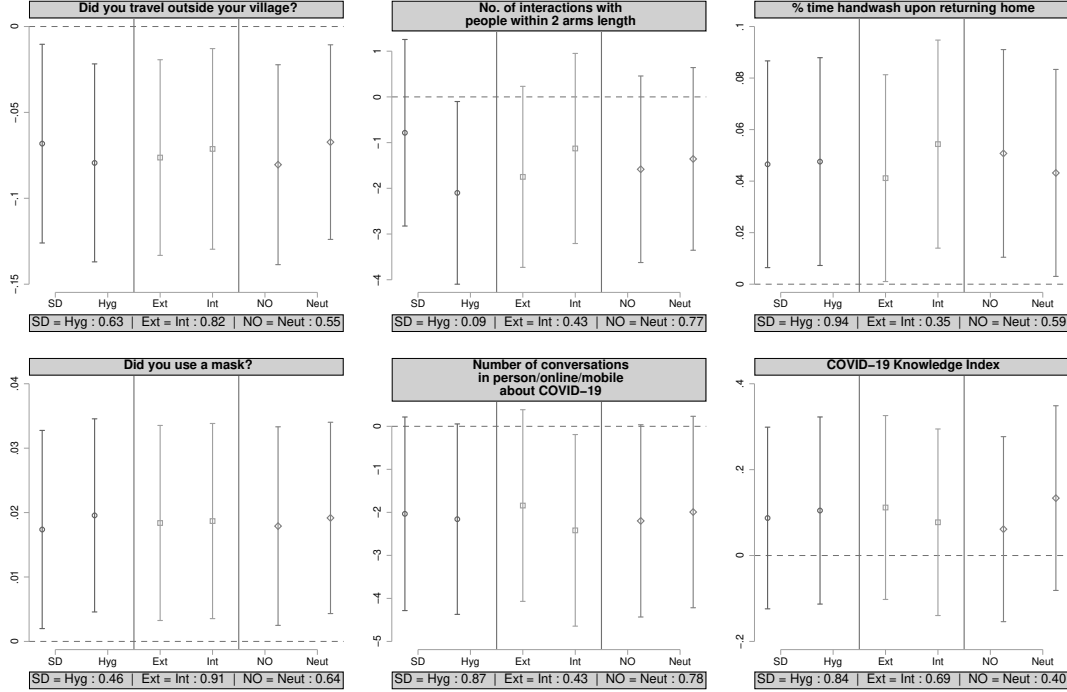 Did you travel outside your village?
0
−.05
−.1
−.15
SD Hyg Ext Int NO Neut
SD = Hyg : 0.63 | Ext = Int : 0.82 | NO = Neut : 0.55
No. of interactions with
people within 2 arms length
1
0
−1
−2
−3
−4
SD Hyg Ext Int NO Neut
SD = Hyg : 0.09 | Ext = Int : 0.43 | NO = Neut : 0.77
% time handwash upon returning home
.1
.08
.06
.04
.02
0
SD Hyg Ext Int NO Neut
SD = Hyg : 0.94 | Ext = Int : 0.35 | NO = Neut : 0.59
Did you use a mask?
.04
.03
.02
.01
0
SD Hyg Ext Int NO Neut
SD = Hyg : 0.46 | Ext = Int : 0.91 | NO = Neut : 0.64
Number of conversations
in person/online/mobile
about COVID−19
0
−1
−2
−3
−4
−5
SD Hyg Ext Int NO Neut
SD = Hyg : 0.87 | Ext = Int : 0.43 | NO = Neut : 0.78
COVID−19 Knowledge Index
.4
.2
0
−.2
SD Hyg Ext Int NO Neut
SD = Hyg : 0.84 | Ext = Int : 0.69 | NO = Neut : 0.40